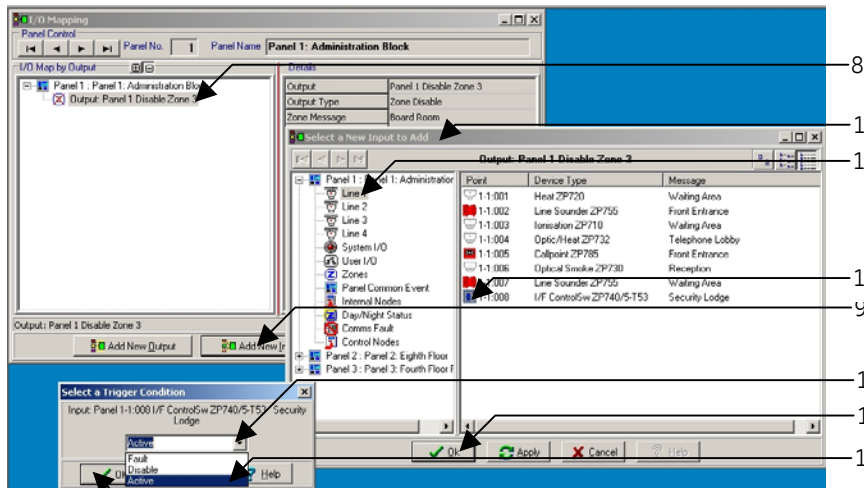 I/O Mapping
Panel Control
Panel No. 1 Panel Name Panel 1: Administration Block
I/O Map by Output
Panel 1 : Panel 1: Administration Blo
Output: Panel 1 Disable Zone 3
Details
Output Panel 1 Disable Zone 3
Output Type Zone Disable
Zone Message Board Room
8
Select a New Input to Add
1
Output: Panel 1 Disable Zone 3
1
Panel 1 : Panel 1: Administration
Line
Line 2
Line 3
Line 4
System I/O
User I/O
Zones
Panel Common Event
Internal Nodes
Day/Night Status
Comms Fault
Control Nodes
Panel 2 : Panel 2: Eighth Floor
Panel 3 : Panel 3: Fourth Floor F
Point Device Type Message
1-1:001 Heat ZP720 Waiting Area
1-1:002 Line Sounder ZP755 Front Entrance
1-1:003 Ionisation ZP710 Waiting Area
1-1:004 Optic/Heat ZP732 Telephone Lobby
1-1:005 Callpoint ZP785 Front Entrance
1-1:006 Optical Smoke ZP730 Reception
1-1:007 Line Sounder ZP755 Waiting Area
1-1:008 I/F ControlSw ZP740/5-T53 Security Lodge
1
9
Output: Panel 1 Disable Zone 3
Add New Output Add New In
Select a Trigger Condition
Input: Panel 1-1:008 I/F ControlSw ZP740/5-T53 Security
Lodge
Active
Fault
Disable
Active
Help
1
1
Ok Apply Cancel Help
1